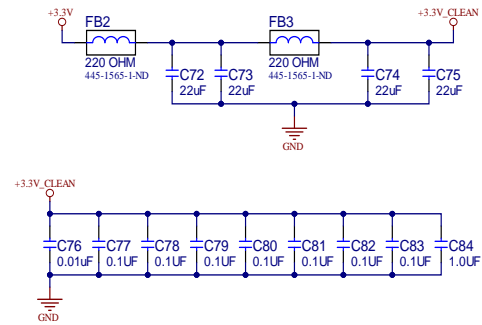 +3.3V
+3.3V_CLEAN
FB2
FB3
220 OHM
445-1565-1-ND
C72
22uF
C73
22uF
220 OHM
445-1565-1-ND
C74
22uF
C75
22uF
GND
+3.3V_CLEAN
C76
0.01uF
C77
0.1UF
C78
0.1UF
C79
0.1UF
C80
0.1UF
C81
0.1UF
C82
0.1UF
C83
0.1UF
C84
1.0UF
GND